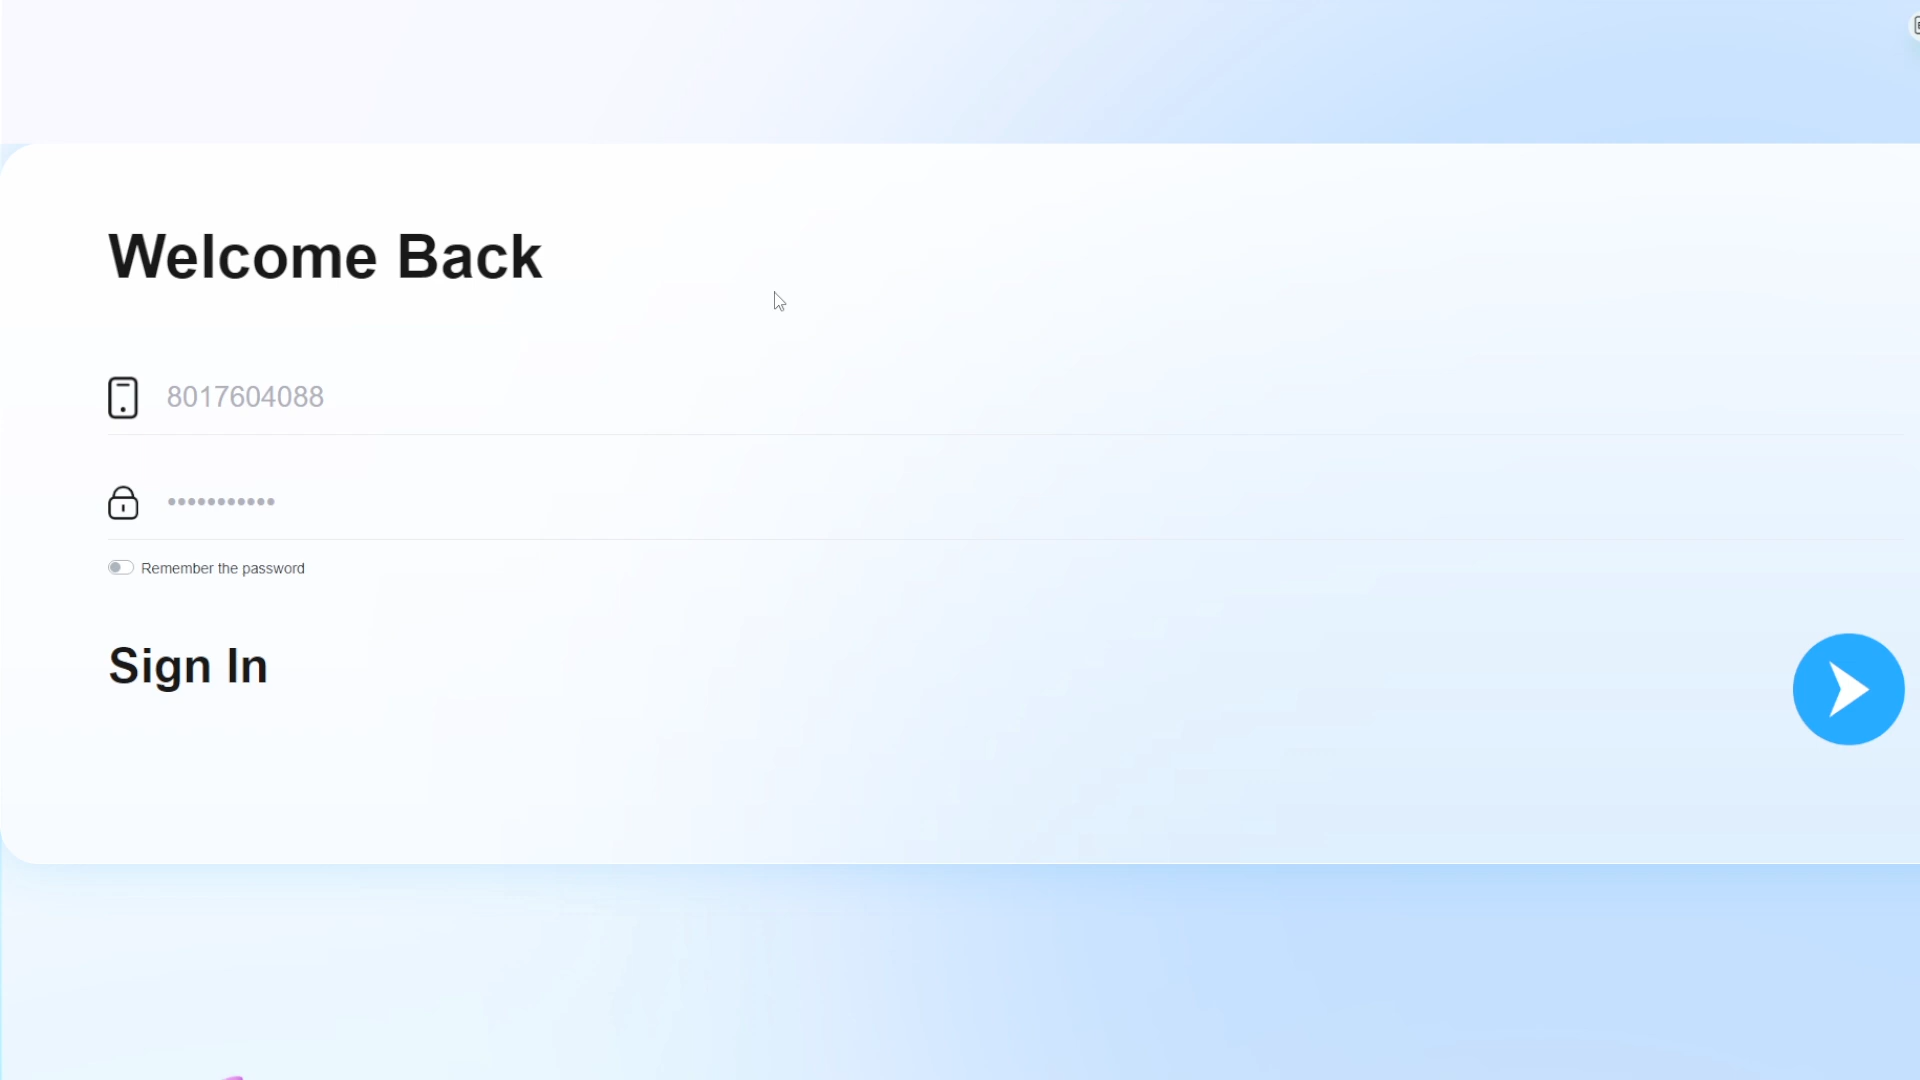 Welcome Back
8017604088
•••••••••••
Remember the password
Sign In